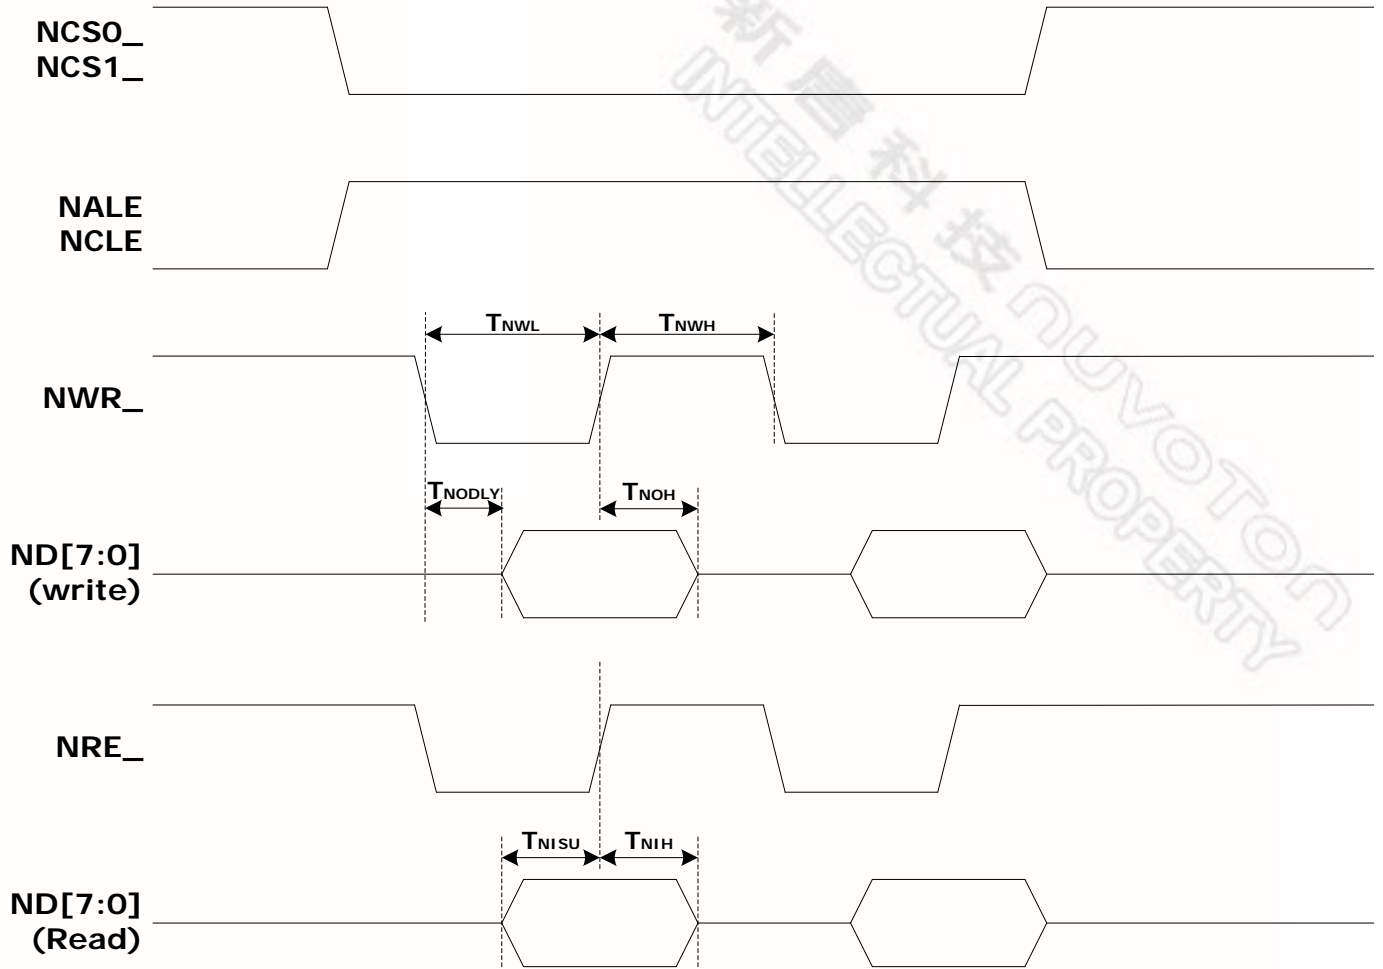 NCS0_
NCS1_
NALE
NCLE
TNWL
TNWH
NWR_
TNODLY
TNOH
ND[7:0]
(write)
NRE_
TNISU
TNIH
ND[7:0]
(Read)
新唐科技 nuvoTon
INTELLECTUAL PROPERTY